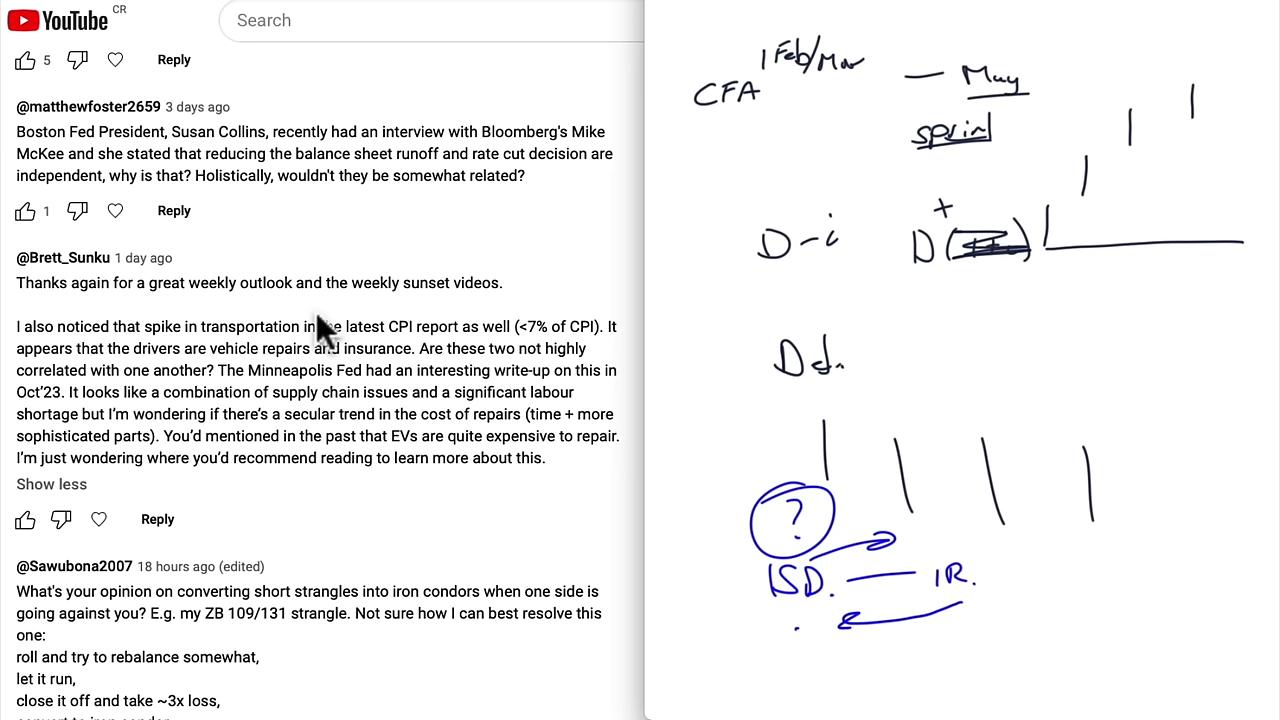 YouTube CR
Search
5 Reply
@matthewfoster2659 3 days ago
Boston Fed President, Susan Collins, recently had an interview with Bloomberg's Mike
McKee and she stated that reducing the balance sheet runoff and rate cut decision are
independent, why is that? Holistically, wouldn't they be somewhat related?
1 Reply
@Brett_Sunku 1 day ago
Thanks again for a great weekly outlook and the weekly sunset videos.
I also noticed that spike in transportation in latest CPI report as well (<7% of CPI). It
appears that the drivers are vehicle repairs and insurance. Are these two not highly
correlated with one another? The Minneapolis Fed had an interesting write-up on this in
Oct'23. It looks like a combination of supply chain issues and a significant labour
shortage but I'm wondering if there's a secular trend in the cost of repairs (time + more
sophisticated parts). You'd mentioned in the past that EVs are quite expensive to repair.
I'm just wondering where you'd recommend reading to learn more about this.
Show less
Reply
@Sawubona2007 18 hours ago (edited)
What's your opinion on converting short strangles into iron condors when one side is
going against you? E.g. my ZB 109/131 strangle. Not sure how I can best resolve this
one:
roll and try to rebalance somewhat,
let it run,
close it off and take ~3x loss,
CFA 1 Feb/Mar — May
sprint
D-i D+
?
ISD. — IR.